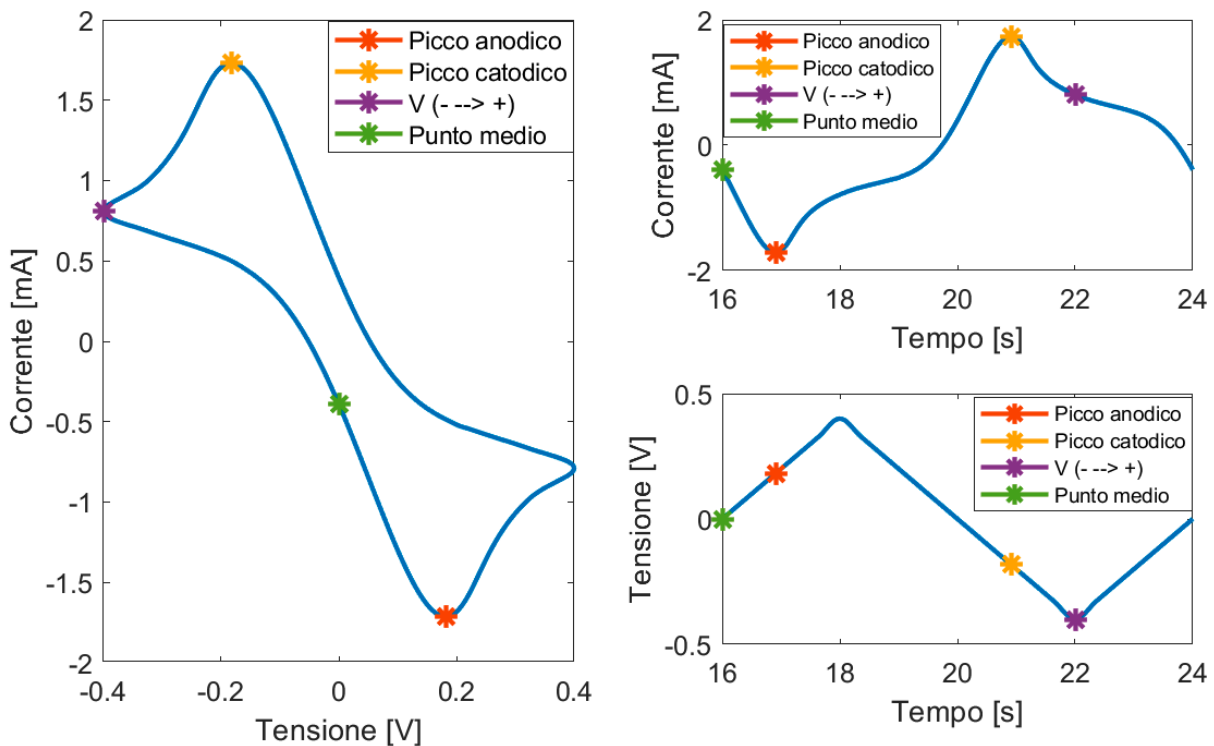 2
1.5
1
0.5
0
-0.5
-1
-1.5
-2
Corrente [mA]
-0.4
-0.2
0
0.2
0.4
Tensione [V]
Picco anodico
Picco catodico
V (- --> +)
Punto medio
2
0
-2
Corrente [mA]
16
18
20
22
24
Tempo [s]
Picco anodico
Picco catodico
V (- --> +)
Punto medio
0.5
0
-0.5
Tensione [V]
16
18
20
22
24
Tempo [s]
Picco anodico
Picco catodico
V (- --> +)
Punto medio